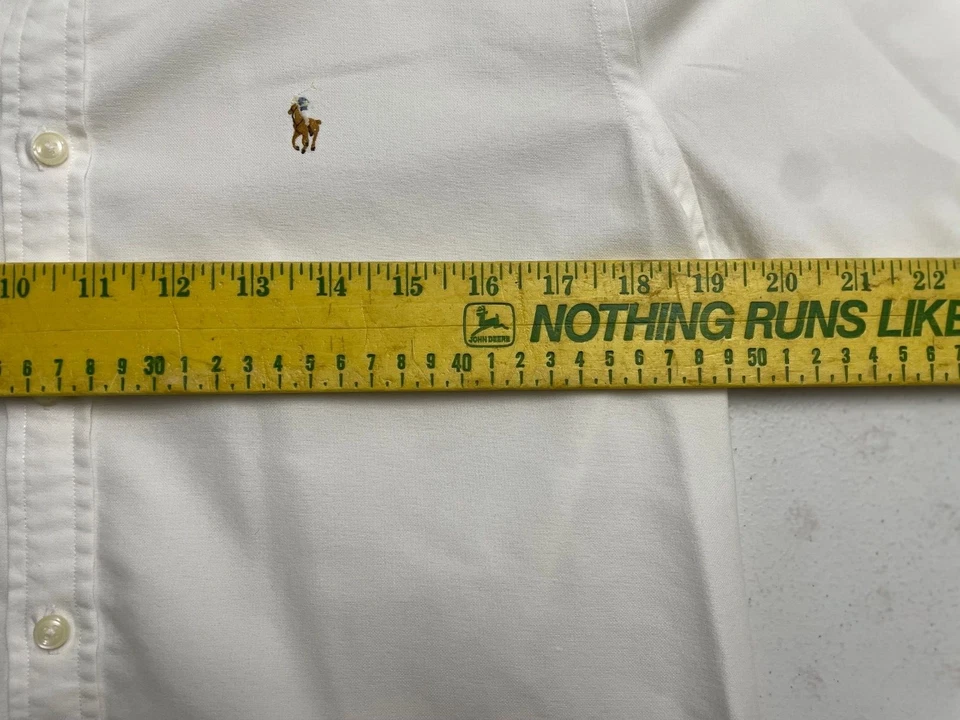 10 11 12 13 14 15 16 17 18 19 20 21 22
JOHN DEERE
NOTHING RUNS LIKE
6 7 8 9 30 1 2 3 4 5 6 7 8 9 40 1 2 3 4 5 6 7 8 9 50 1 2 3 4 5 6 7